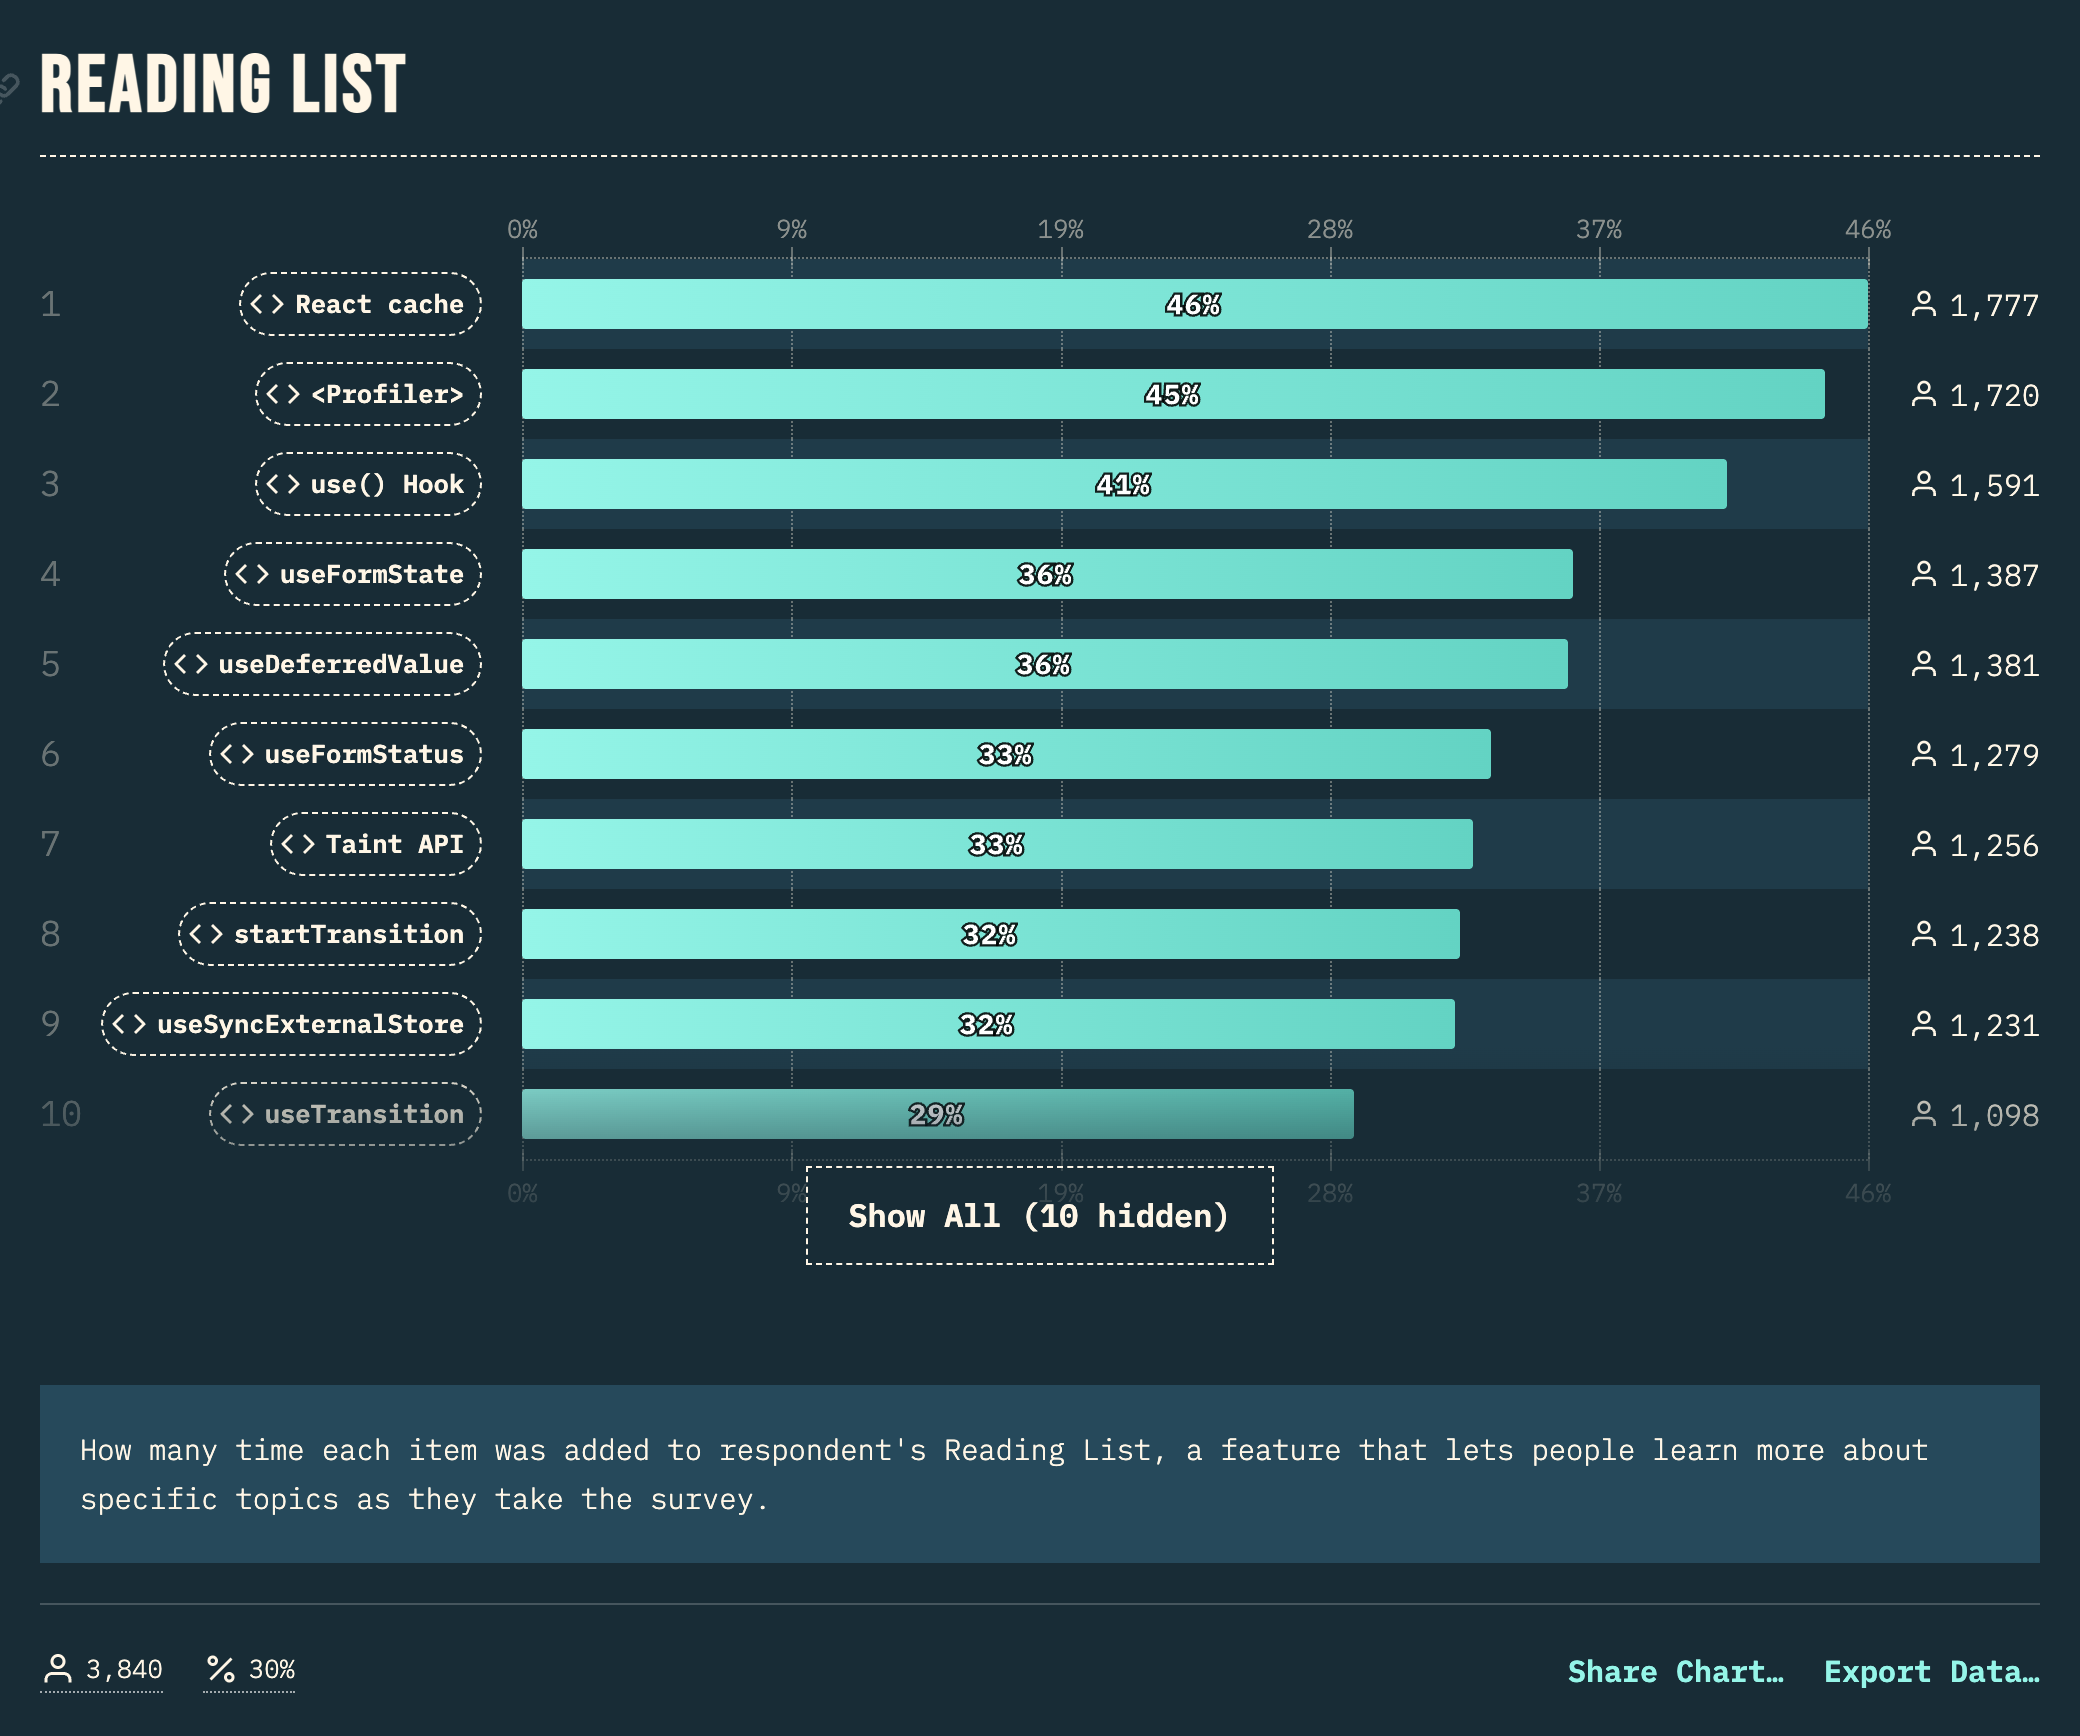 READING LIST
0% 9% 19% 28% 37% 46%
1 <> React cache 46% 1,777
2 <> <Profiler> 45% 1,720
3 <> use() Hook 41% 1,591
4 <> useFormState 36% 1,387
5 <> useDeferredValue 36% 1,381
6 <> useFormStatus 33% 1,279
7 <> Taint API 33% 1,256
8 <> startTransition 32% 1,238
9 <> useSyncExternalStore 32% 1,231
10 <> useTransition 29% 1,098
0% 9% 19% 28% 37% 46%
Show All (10 hidden)
How many time each item was added to respondent's Reading List, a feature that lets people learn more about
specific topics as they take the survey.
3,840 % 30% Share Chart… Export Data…